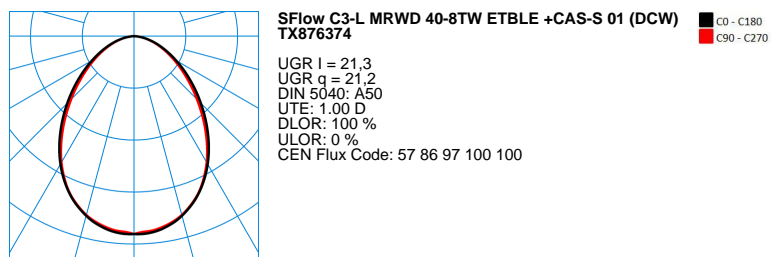 SFlow C3-L MRWD 40-8TW ETBLE +CAS-S 01 (DCW)
TX876374
UGR l = 21,3
UGR q = 21,2
DIN 5040: A50
UTE: 1.00 D
DLOR: 100 %
ULOR: 0 %
CEN Flux Code: 57 86 97 100 100
C0 - C180
C90 - C270